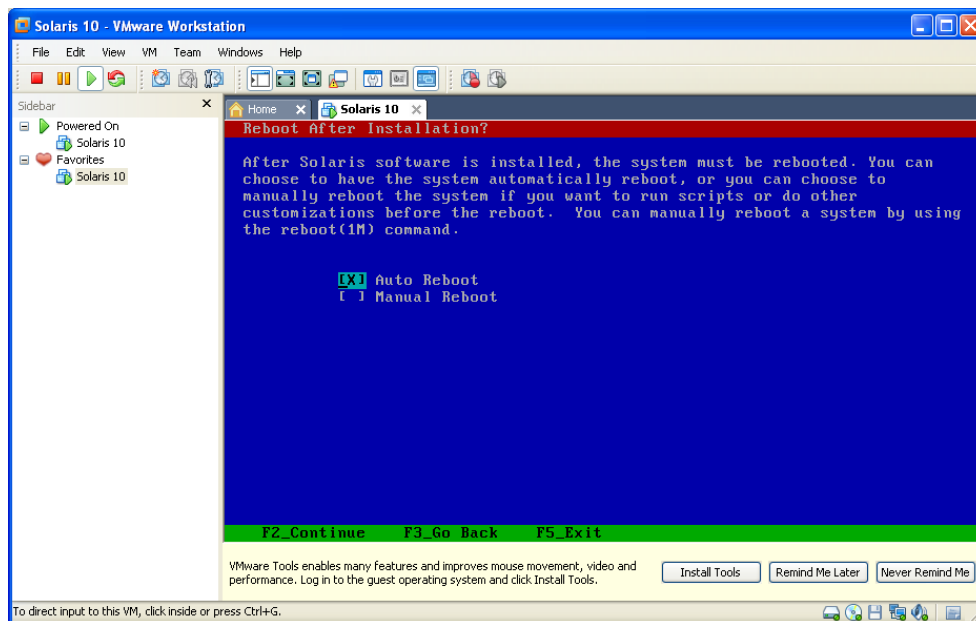 Solaris 10 - VMware Workstation
File Edit View VM Team Windows Help
Sidebar
Powered On
Solaris 10
Favorites
Solaris 10
Home
Solaris 10
Reboot After Installation?
After Solaris software is installed, the system must be rebooted. You can
choose to have the system automatically reboot, or you can choose to
manually reboot the system if you want to run scripts or do other
customizations before the reboot.  You can manually reboot a system by using
the reboot(1M) command.
[X] Auto Reboot
[ ] Manual Reboot
F2_Continue F3_Go Back F5_Exit
VMware Tools enables many features and improves mouse movement, video and
performance. Log in to the guest operating system and click Install Tools.
Install Tools Remind Me Later Never Remind Me
To direct input to this VM, click inside or press Ctrl+G.